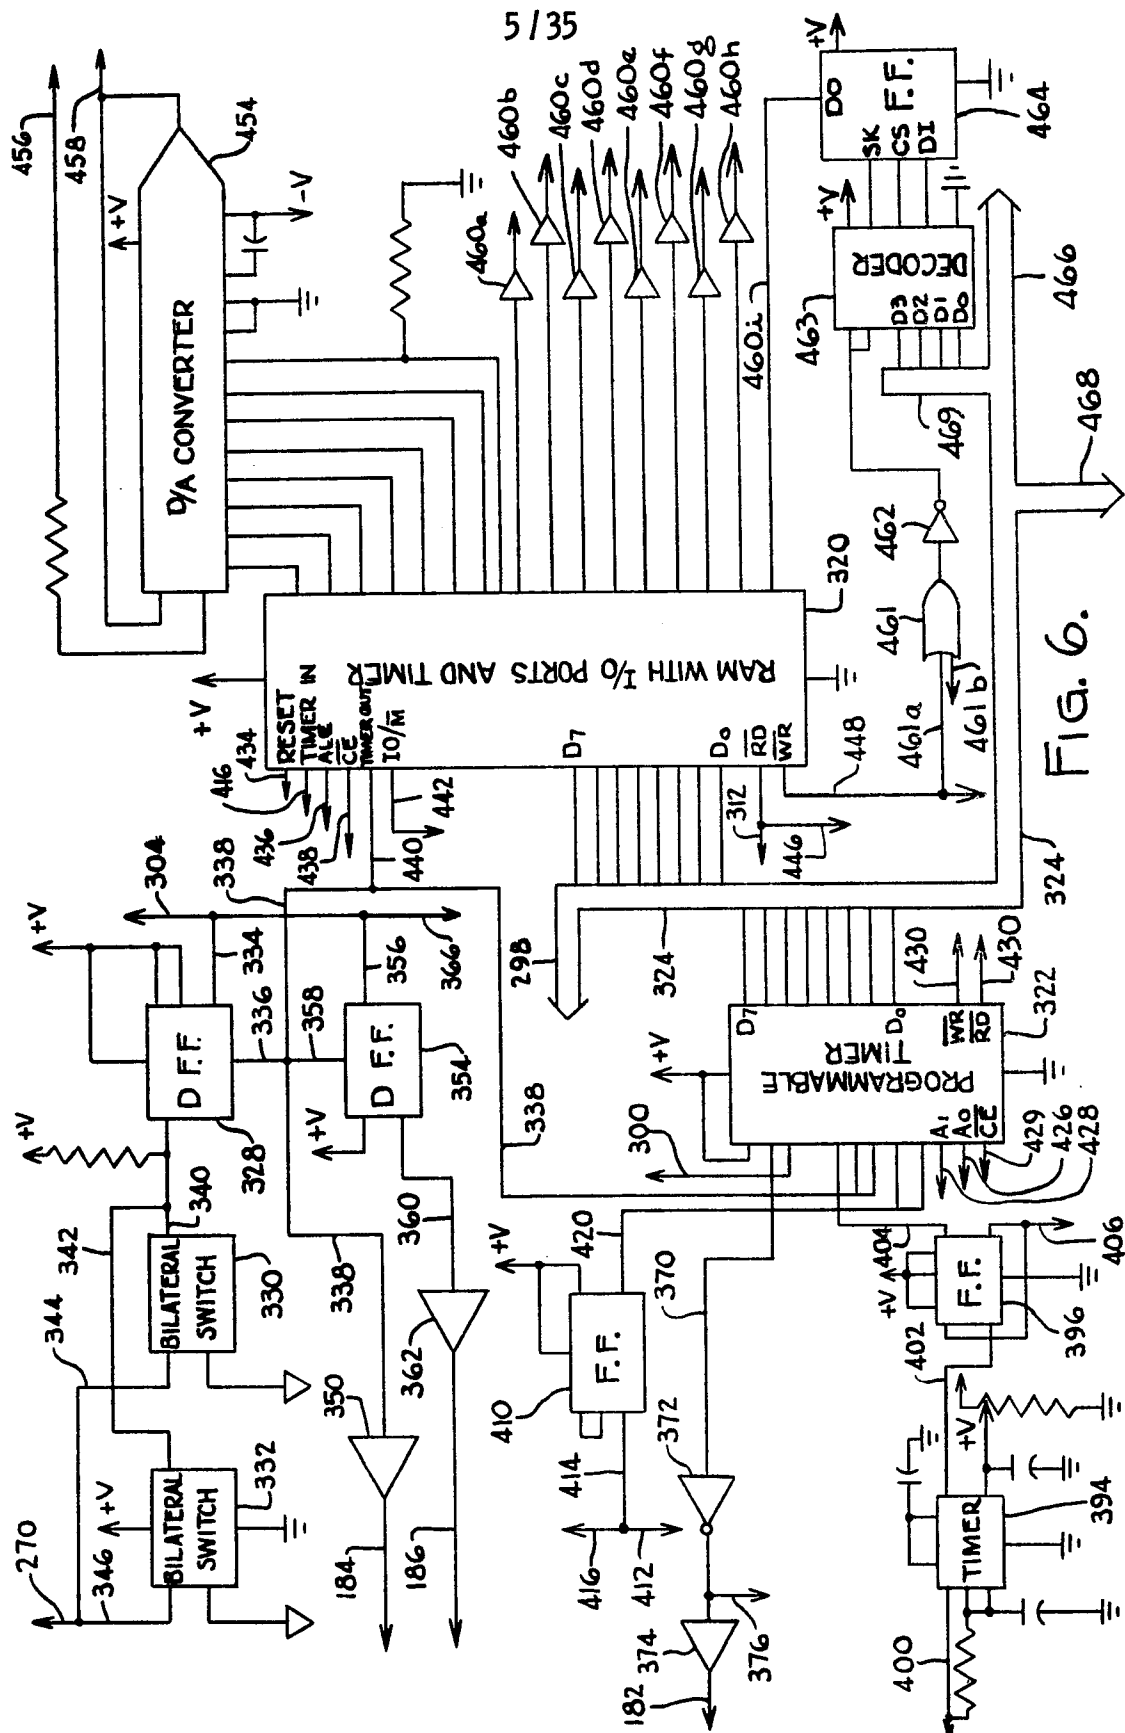 5/35
456
458
454
+V
-V
D/A CONVERTER
460a
460b
460c
460d
460e
460f
460g
460h
460i
+V
DO
SK
CS
DI
F.F.
464
+V
463
DECODER
D3
D2
D1
D0
469
466
468
462
461
461a
461b
320
RAM WITH I/O PORTS AND TIMER
+V
RESET
TIMER IN
ALE
CE
TIMER OUT
IO/M
434
416
436
438
440
442
D7
D0
RD
WR
312
446
448
324
298
324
304
338
+V
334
336
D F.F.
328
+V
340
342
344
BILATERAL
SWITCH
330
270
346
+V
BILATERAL
SWITCH
332
356
366
358
D F.F.
354
+V
338
360
362
350
184
186
338
300
+V
PROGRAMMABLE
TIMER
D7
D0
WR
RD
430
430
322
A1
A0
CE
429
426
428
420
+V
F.F.
410
414
416
412
370
372
374
376
182
404
+V
F.F.
396
406
402
+V
TIMER
394
400
FIG. 6.